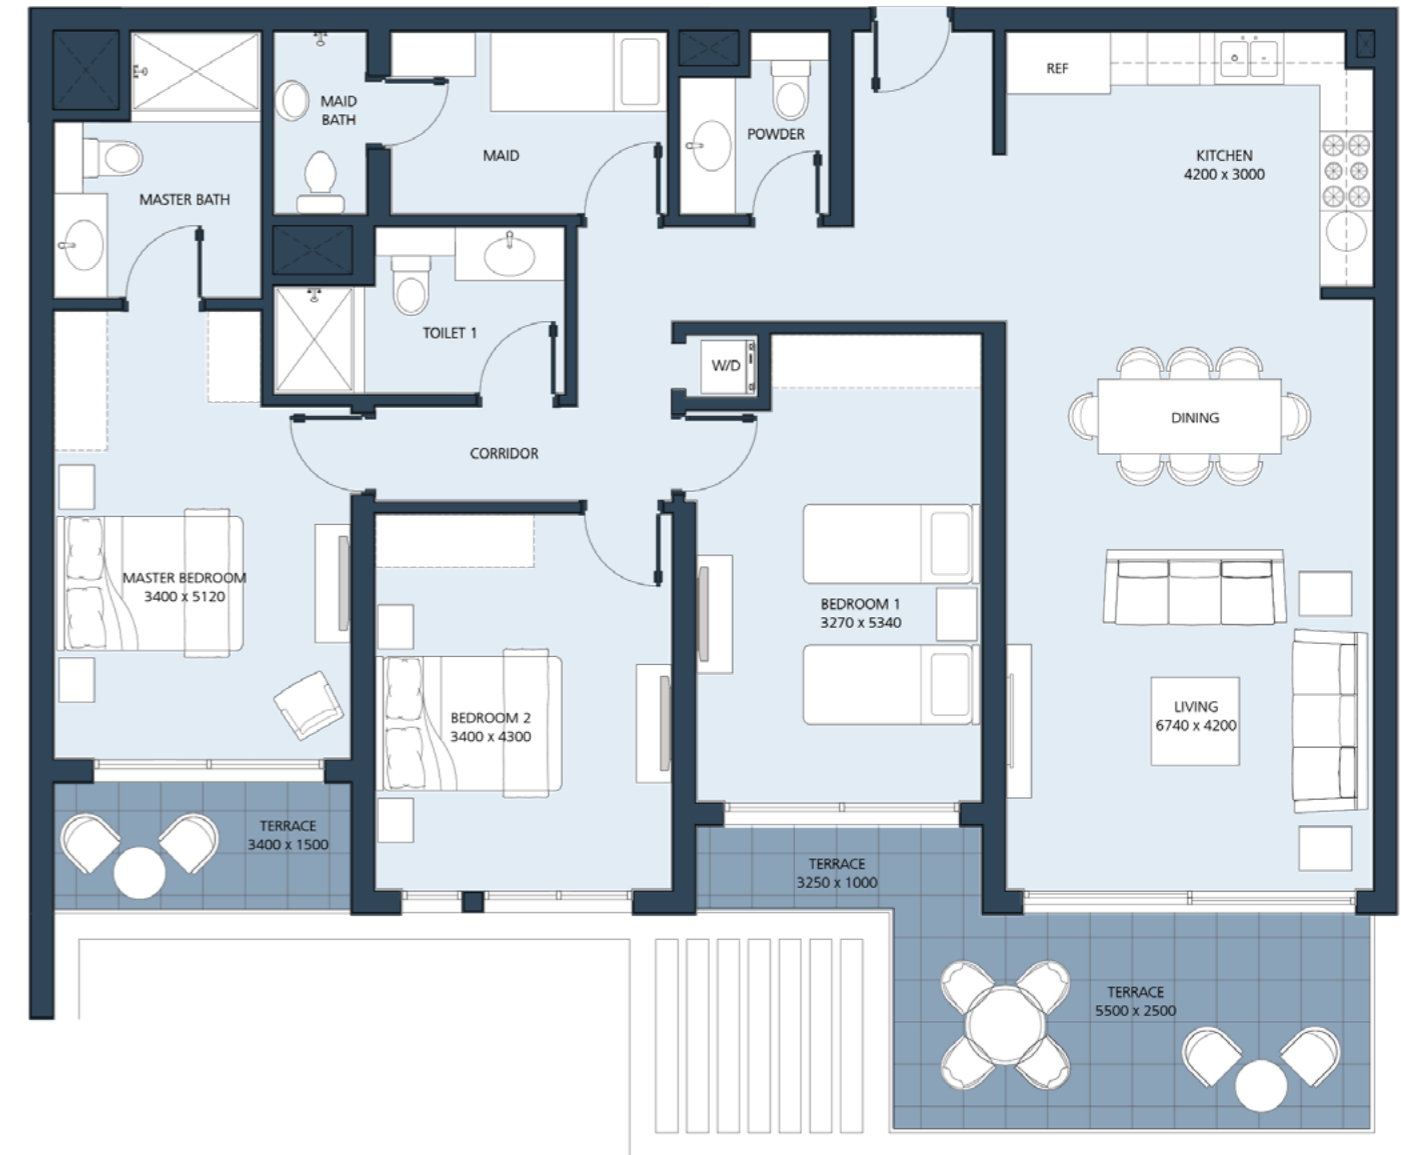 REF
MAID
BATH
POWDER
MAID
KITCHEN
4200 x 3000
MASTER BATH
TOILET 1
W/D
DINING
CORRIDOR
MASTER BEDROOM
3400 x 5120
BEDROOM 1
3270 x 5340
BEDROOM 2
3400 x 4300
LIVING
6740 x 4200
TERRACE
3400 x 1500
TERRACE
3250 x 1000
TERRACE
5500 x 2500